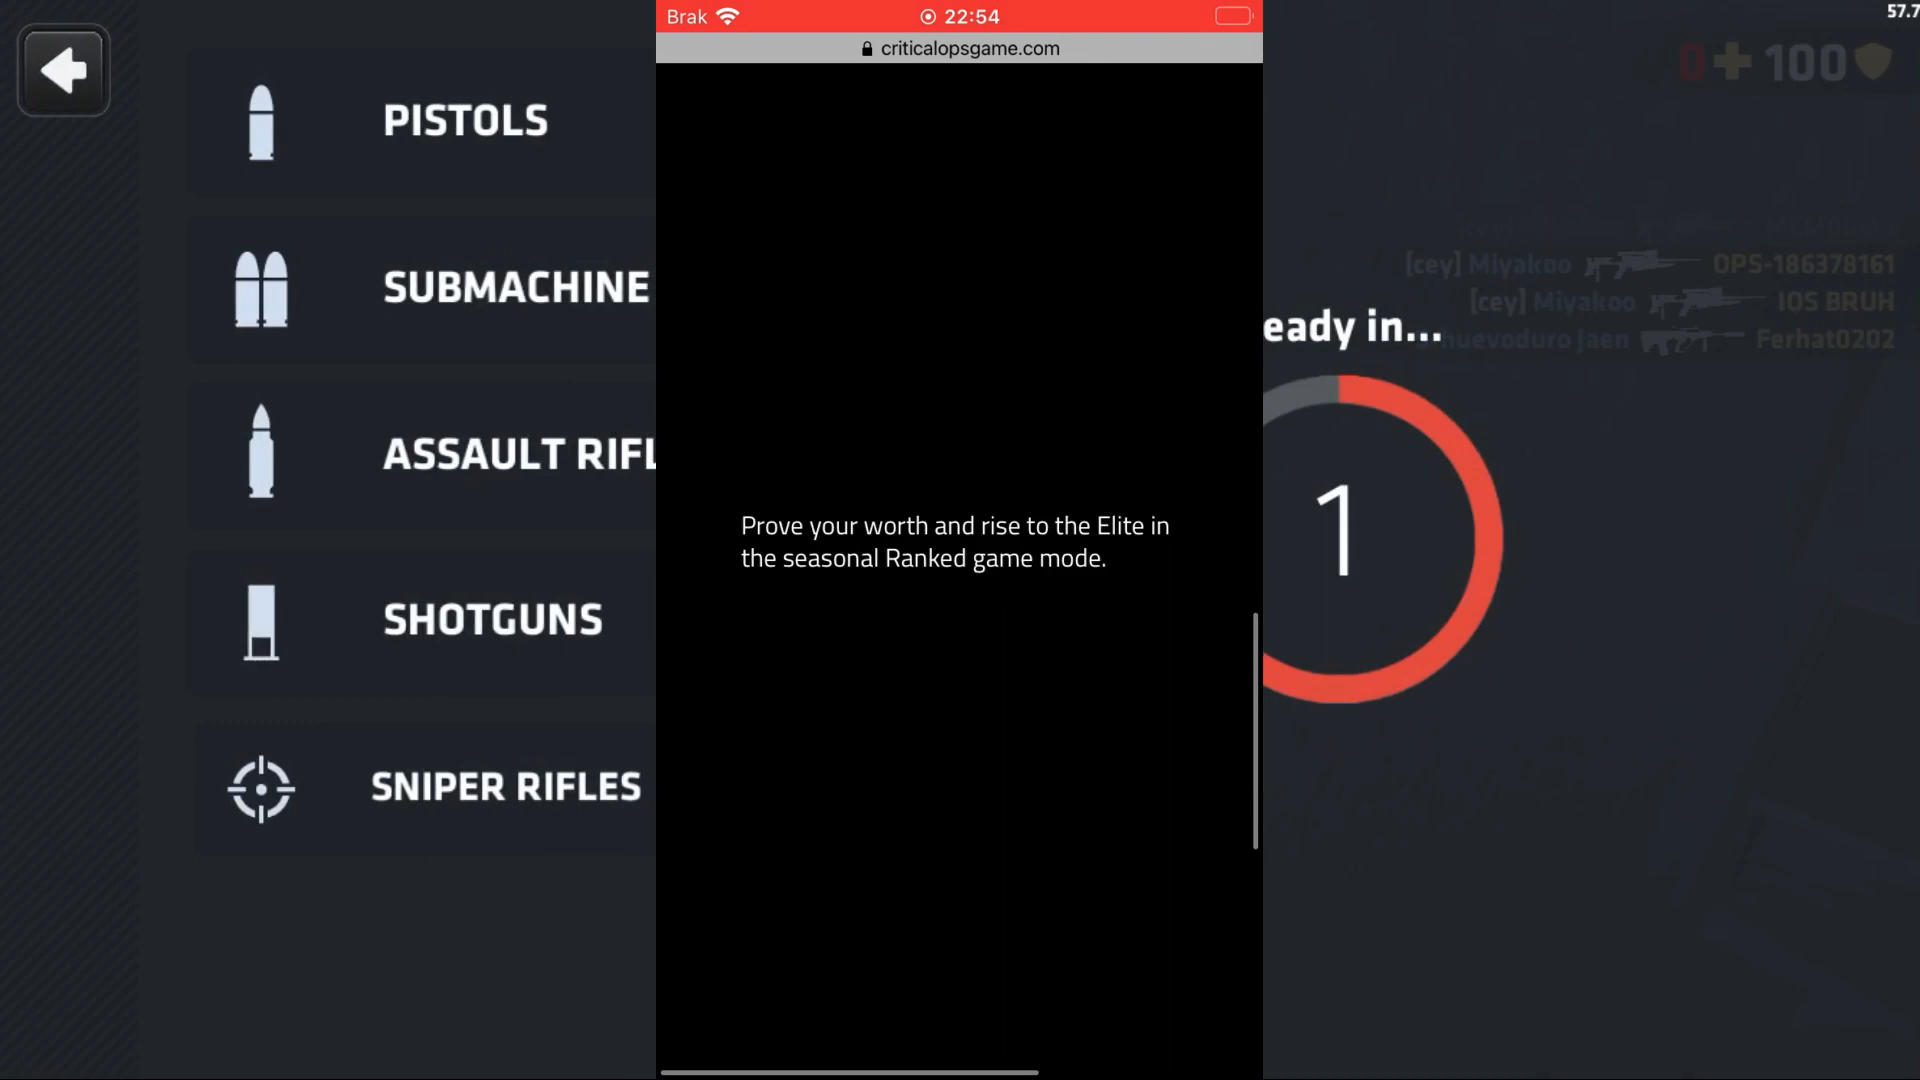 PISTOLS
SUBMACHINE
ASSAULT RIFL
SHOTGUNS
SNIPER RIFLES
Brak
22:54
criticalopsgame.com
Prove your worth and rise to the Elite in
the seasonal Ranked game mode.
57.7
0 100
[cey] Miyakoo OPS-186378161
[cey] Miyakoo IOS BRUH
huevoduro Jaen Ferhat0202
eady in...
1